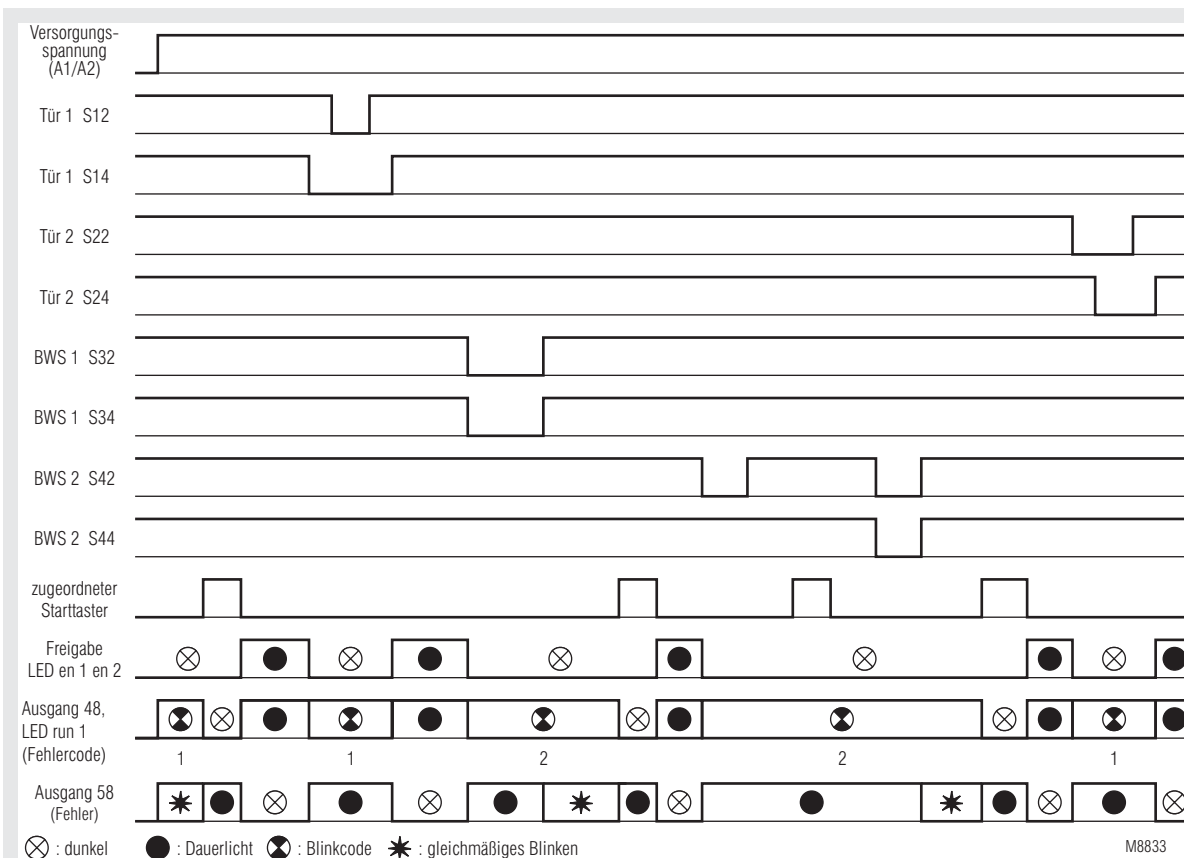 Versorgungs-
spannung
(A1/A2)
Tür 1 S12
Tür 1 S14
Tür 2 S22
Tür 2 S24
BWS 1 S32
BWS 1 S34
BWS 2 S42
BWS 2 S44
zugeordneter
Starttaster
Freigabe
LED en 1 en 2
Ausgang 48,
LED run 1
(Fehlercode)
1 1 2 2 1
Ausgang 58
(Fehler)
: dunkel : Dauerlicht : Blinkcode : gleichmäßiges Blinken
M8833